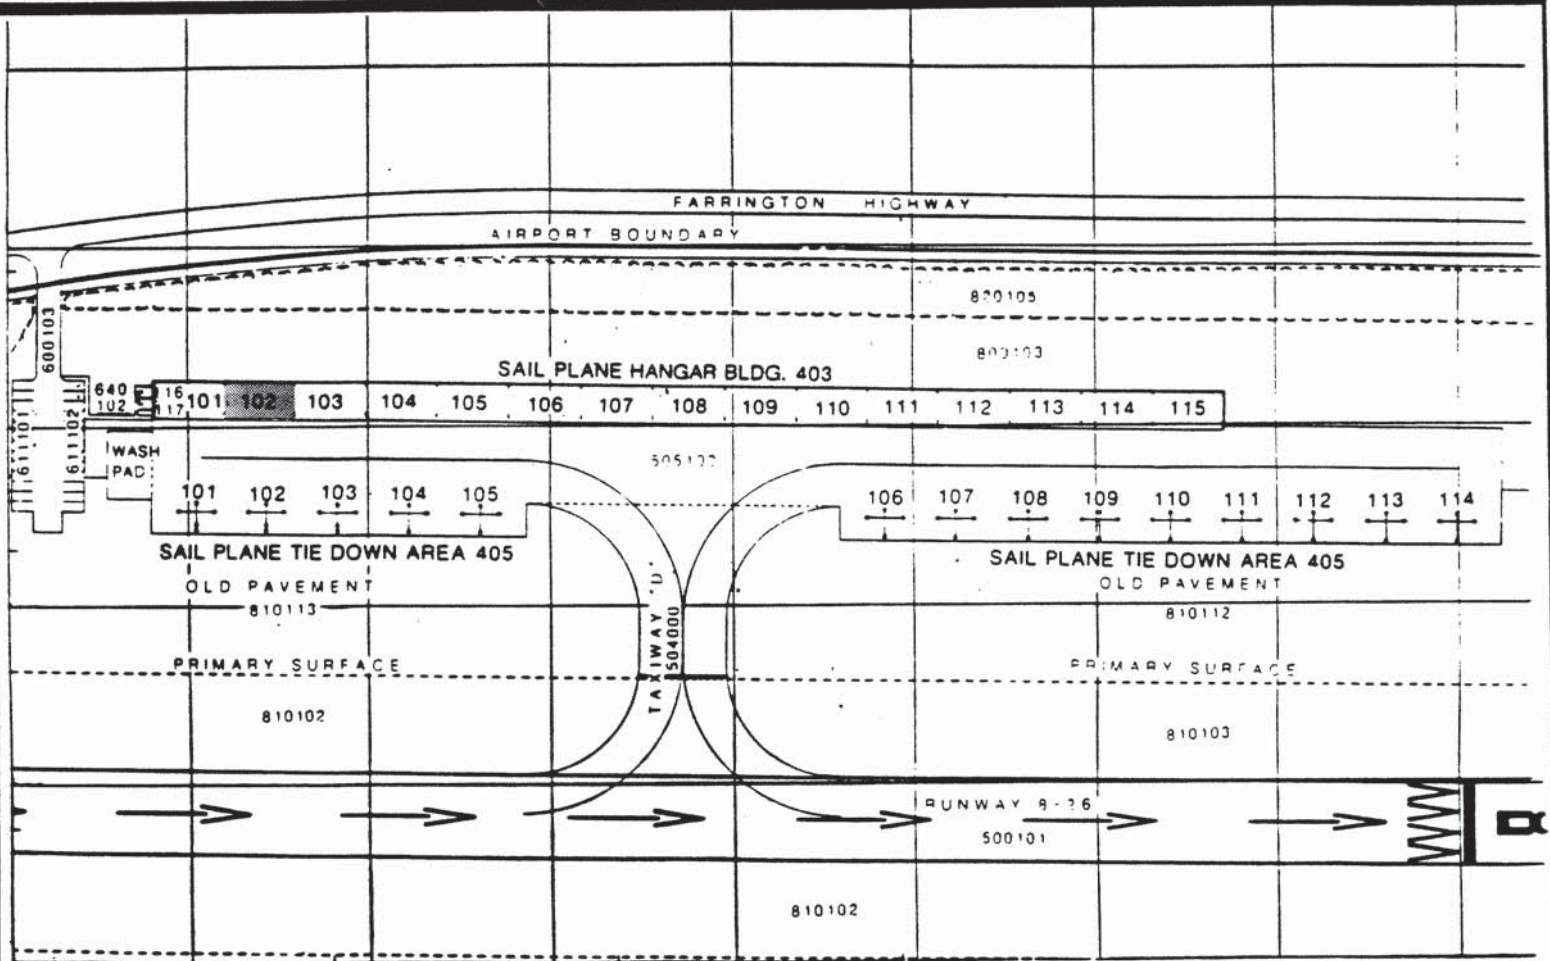 FARRINGTON HIGHWAY
AIRPORT BOUNDARY
820105
600103
800103
SAIL PLANE HANGAR BLDG. 403
640
102
116
117
101 102 103 104 105 106 107 108 109 110 111 112 113 114 115
611101
611102
WASH
PAD
101 102 103 104 105
106 107 108 109 110 111 112 113 114
SAIL PLANE TIE DOWN AREA 405
SAIL PLANE TIE DOWN AREA 405
OLD PAVEMENT
810113
OLD PAVEMENT
810112
TAXIWAY 'D'
504000
PRIMARY SURFACE
PRIMARY SURFACE
810102
810103
RUNWAY 8-26
500101
810102